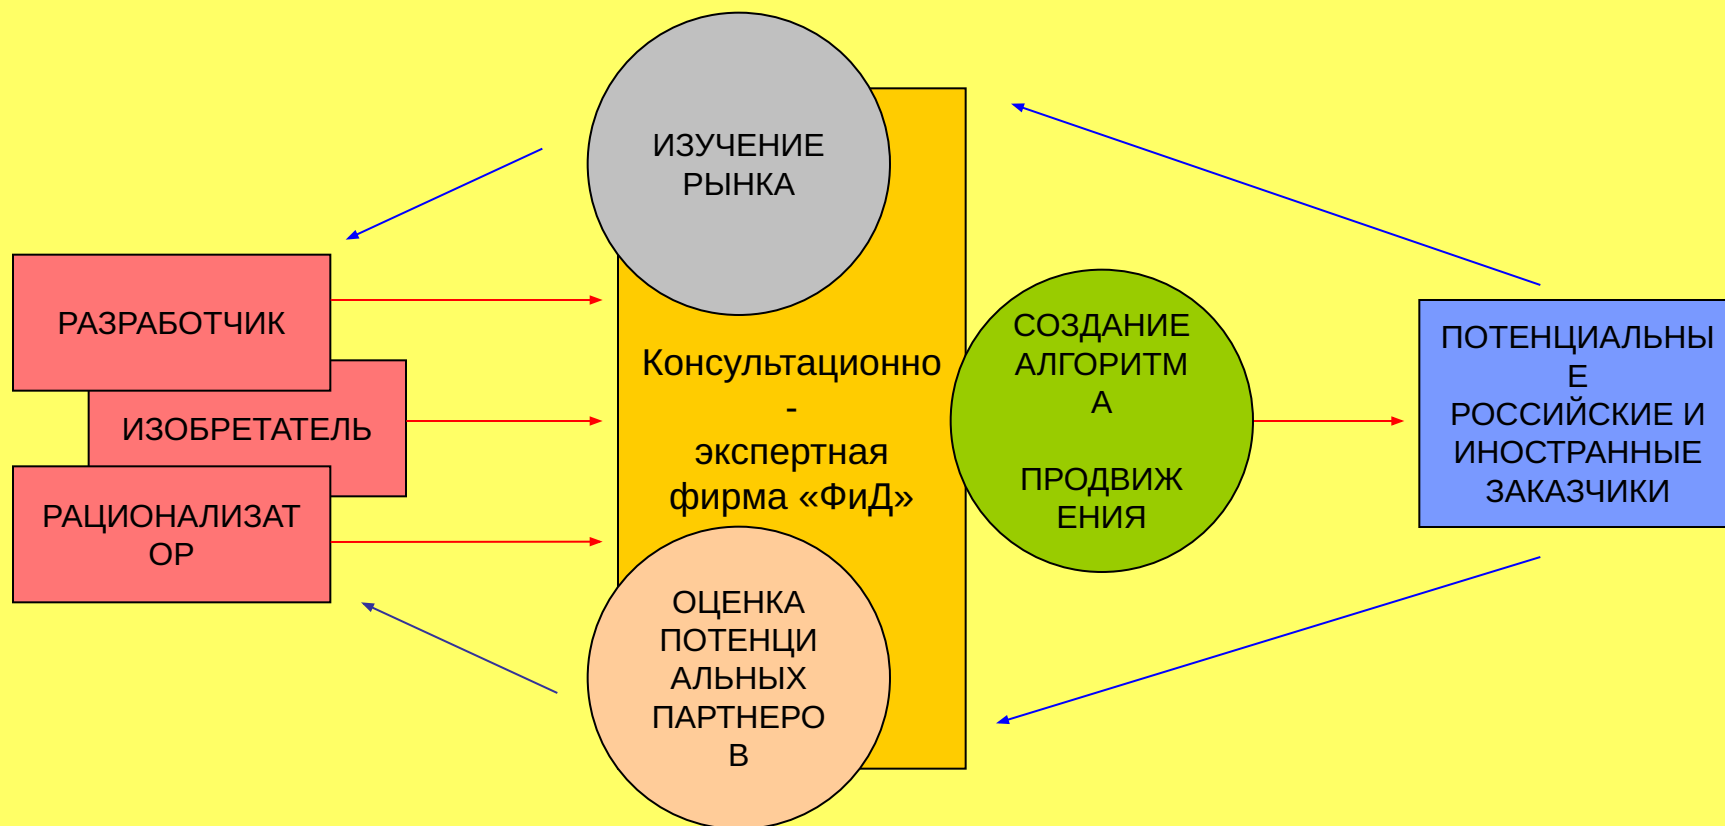 ИЗУЧЕНИЕ
РЫНКА
РАЗРАБОТЧИК
ИЗОБРЕТАТЕЛЬ
РАЦИОНАЛИЗАТ
ОР
Консультационно
-
экспертная
фирма «ФиД»
ОЦЕНКА
ПОТЕНЦИ
АЛЬНЫХ
ПАРТНЕРО
В
СОЗДАНИЕ
АЛГОРИТМ
А
ПРОДВИЖ
ЕНИЯ
ПОТЕНЦИАЛЬНЫ
Е
РОССИЙСКИЕ И
ИНОСТРАННЫЕ
ЗАКАЗЧИКИ